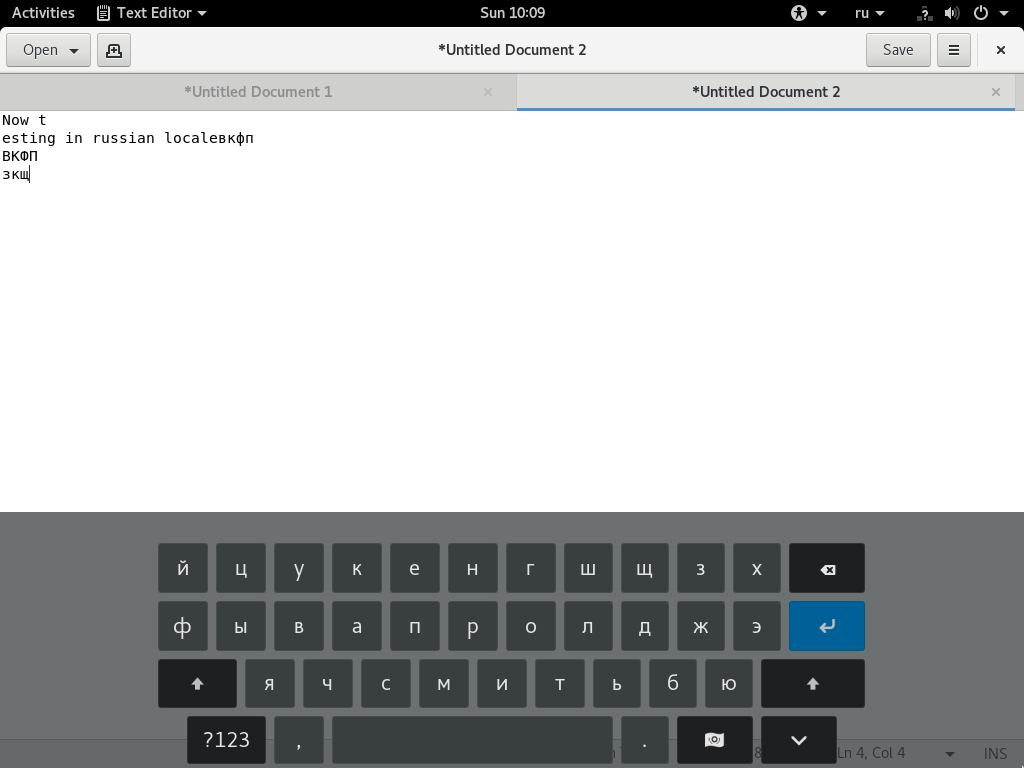 Activities Text Editor Sun 10:09 ru ?
Open *Untitled Document 2 Save
*Untitled Document 1 *Untitled Document 2
Now t
esting in russian localeвкфп
ВКФП
зкщ
й ц у к е н г ш щ з х
ф ы в а п р о л д ж э
я ч с м и т ь б ю
?123 , . 8 Ln 4, Col 4 INS